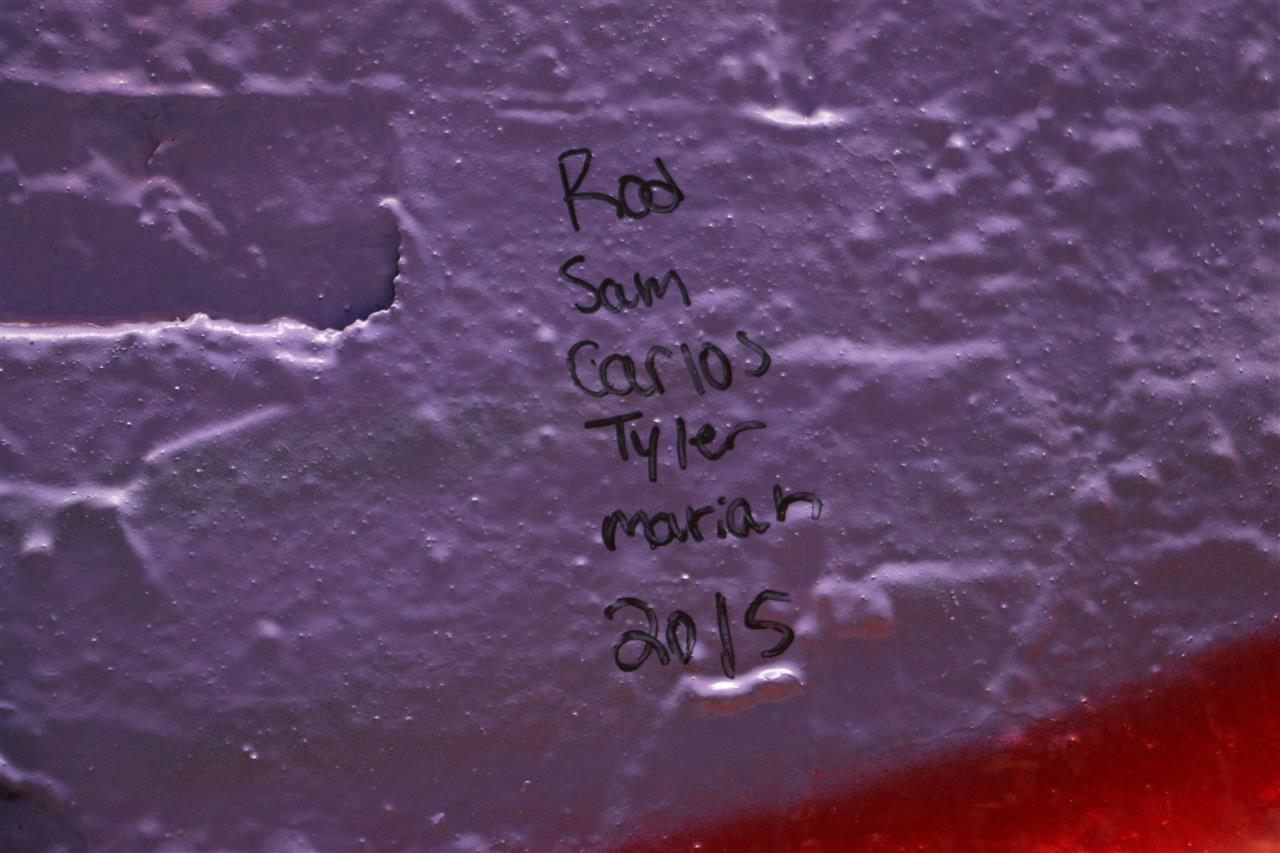 Rod
Sam
Carlos
Tyler
mariah
2015